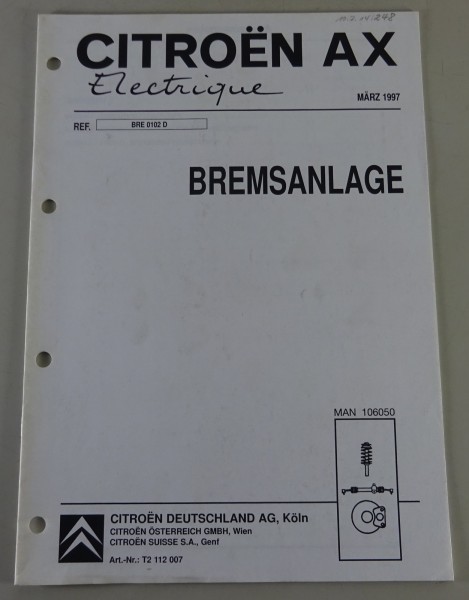 CITROËN AX
Electrique
MÄRZ 1997
REF. BRE 0102 D
BREMSANLAGE
MAN 106050
CITROËN DEUTSCHLAND AG, Köln
CITROËN ÖSTERREICH GMBH, Wien
CITROËN SUISSE S.A., Genf
Art.-Nr.: T2 112 007